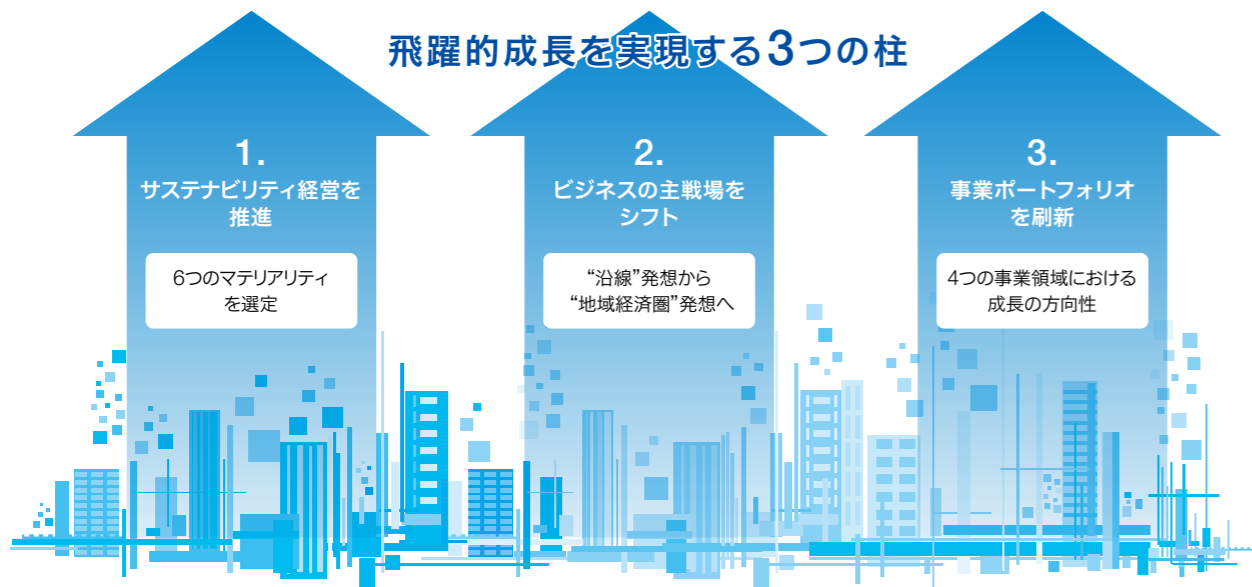 飛躍的成長を実現する3つの柱
1.
サステナビリティ経営を
推進
6つのマテリアリティ
を選定
2.
ビジネスの主戦場を
シフト
“沿線”発想から
“地域経済圏”発想へ
3.
事業ポートフォリオ
を刷新
4つの事業領域における
成長の方向性